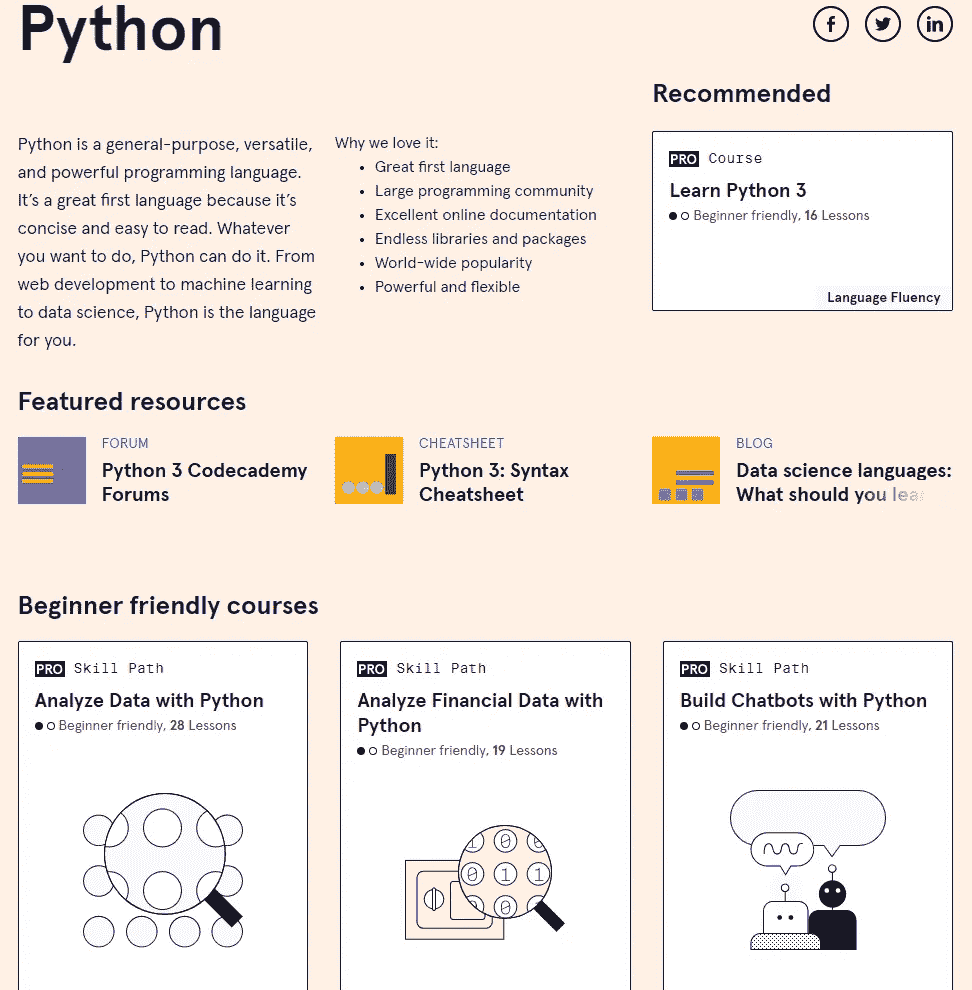 Python
Recommended
Python is a general-purpose, versatile,
and powerful programming language.
It's a great first language because it's
concise and easy to read. Whatever
you want to do, Python can do it. From
web development to machine learning
to data science, Python is the language
for you.
Why we love it:
• Great first language
• Large programming community
• Excellent online documentation
• Endless libraries and packages
• World-wide popularity
• Powerful and flexible
PRO Course
Learn Python 3
Beginner friendly, 16 Lessons
Language Fluency
Featured resources
FORUM
Python 3 Codecademy
Forums
CHEATSHEET
Python 3: Syntax
Cheatsheet
BLOG
Data science languages:
What should you lea
Beginner friendly courses
PRO Skill Path
Analyze Data with Python
Beginner friendly, 28 Lessons
PRO Skill Path
Analyze Financial Data with
Python
Beginner friendly, 19 Lessons
1 0 0
0 1 1
0
PRO Skill Path
Build Chatbots with Python
Beginner friendly, 21 Lessons